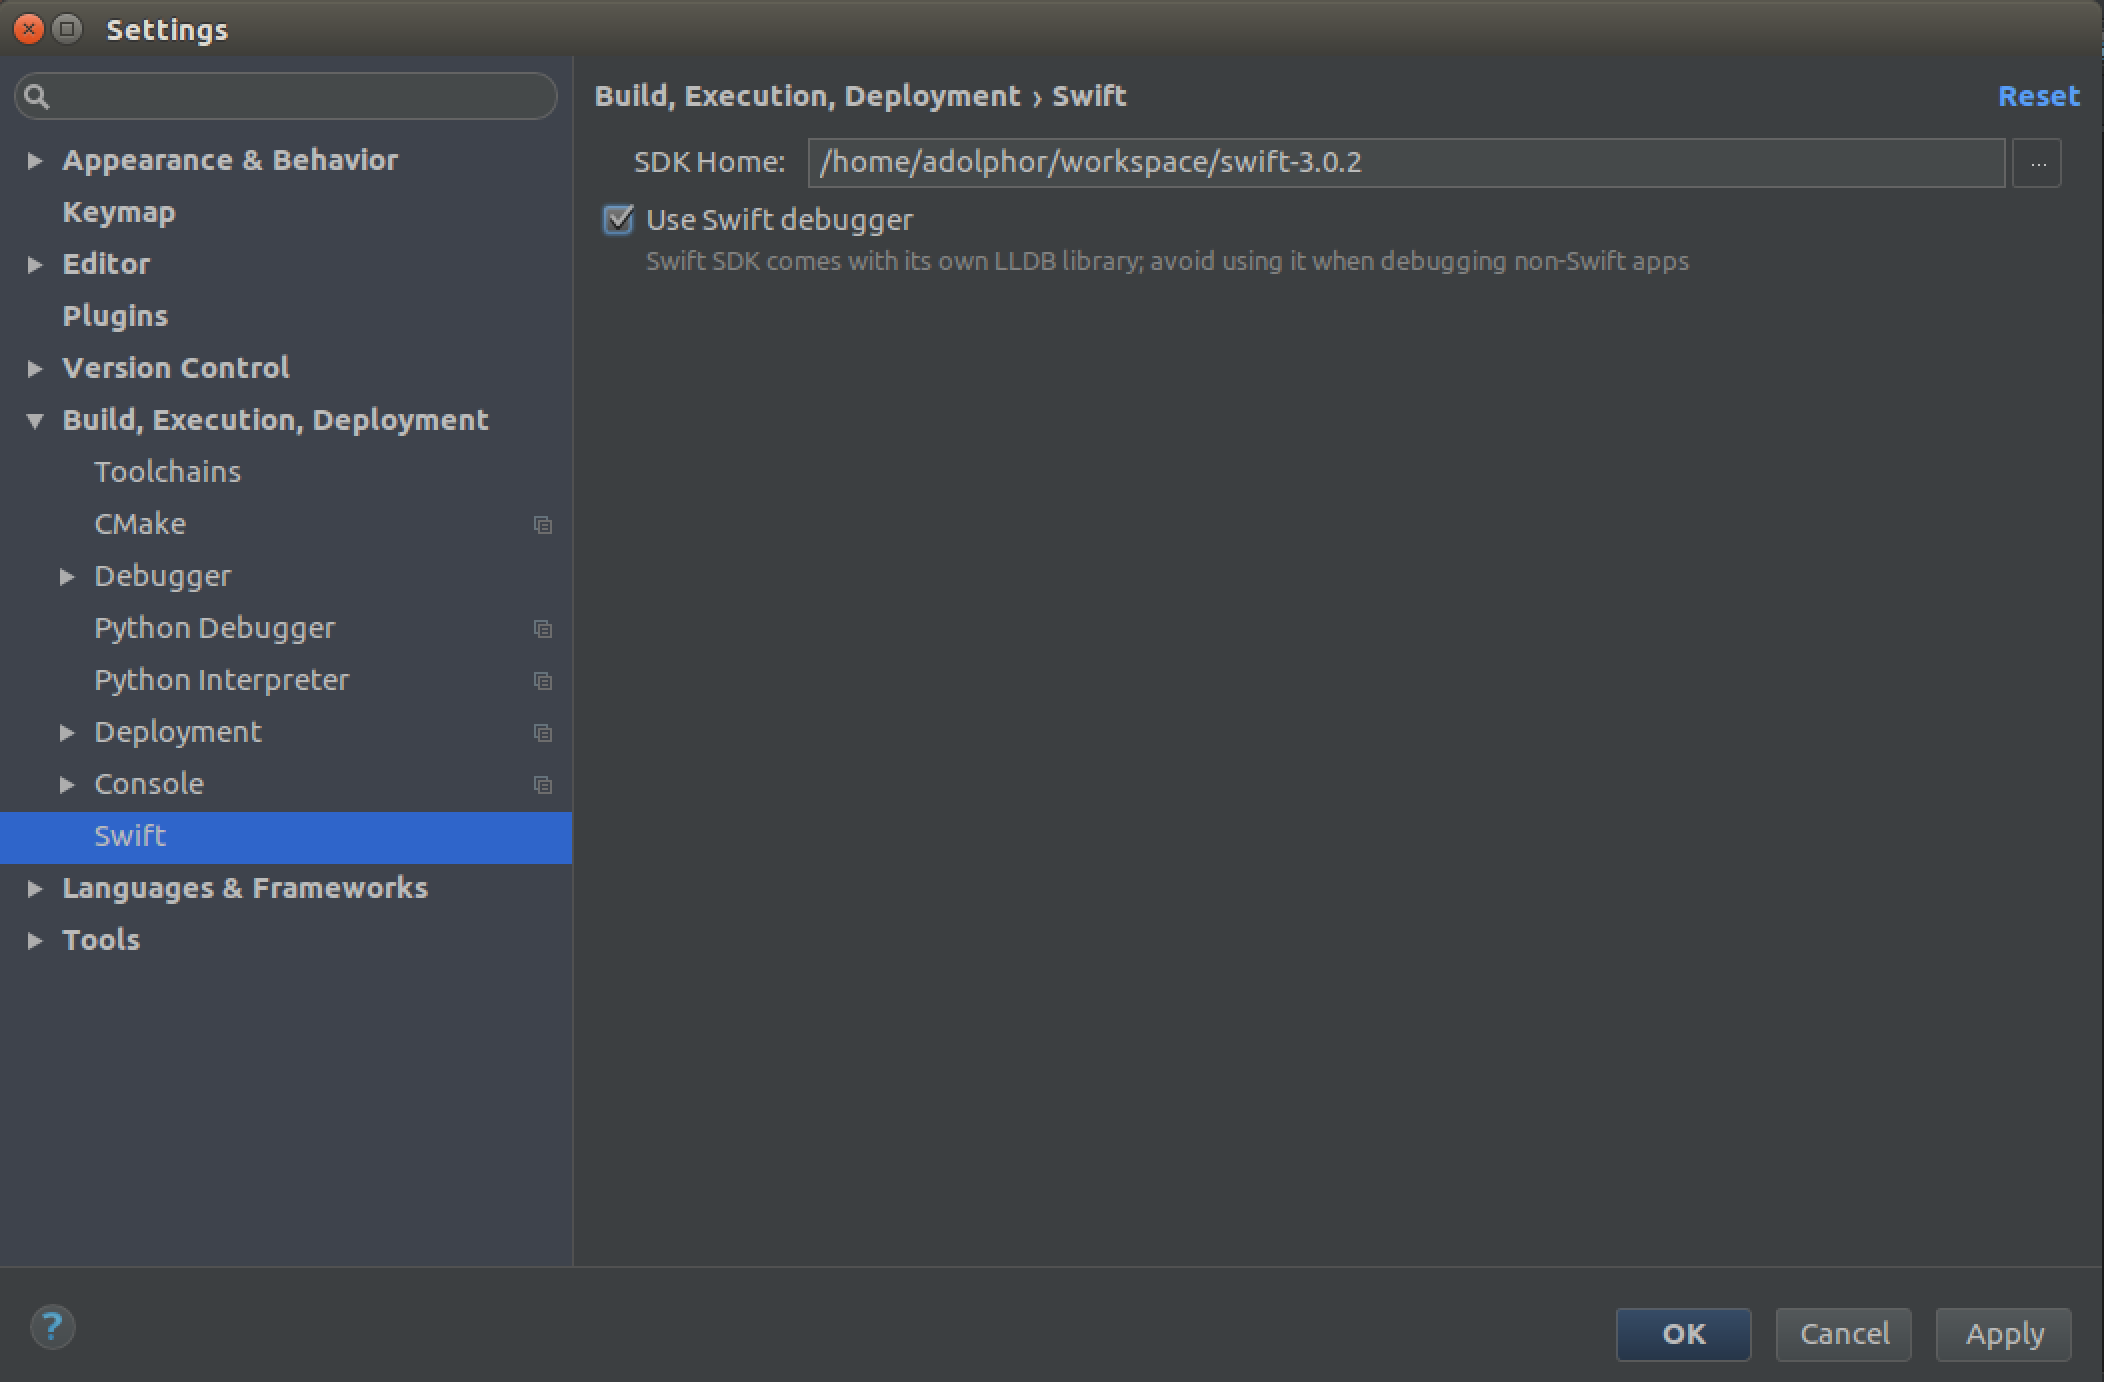 Settings
Appearance & Behavior
Keymap
Editor
Plugins
Version Control
Build, Execution, Deployment
Toolchains
CMake
Debugger
Python Debugger
Python Interpreter
Deployment
Console
Swift
Languages & Frameworks
Tools
Build, Execution, Deployment › Swift
Reset
SDK Home: /home/adolphor/workspace/swift-3.0.2 ...
Use Swift debugger
Swift SDK comes with its own LLDB library; avoid using it when debugging non-Swift apps
?
OK
Cancel
Apply